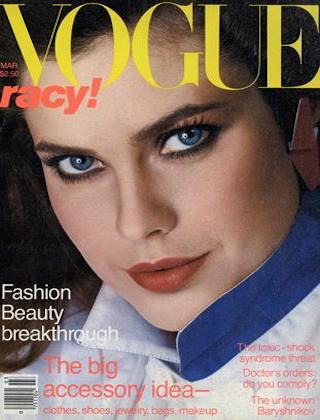 VOGUE
MAR
$2.50
racy!
Fashion
Beauty
breakthrough
The big
accessory idea—
clothes, shoes, jewelry, bags, makeup
The toxic-shock
syndrome threat
Doctor's orders:
do you comply?
The unknown
Baryshnikov